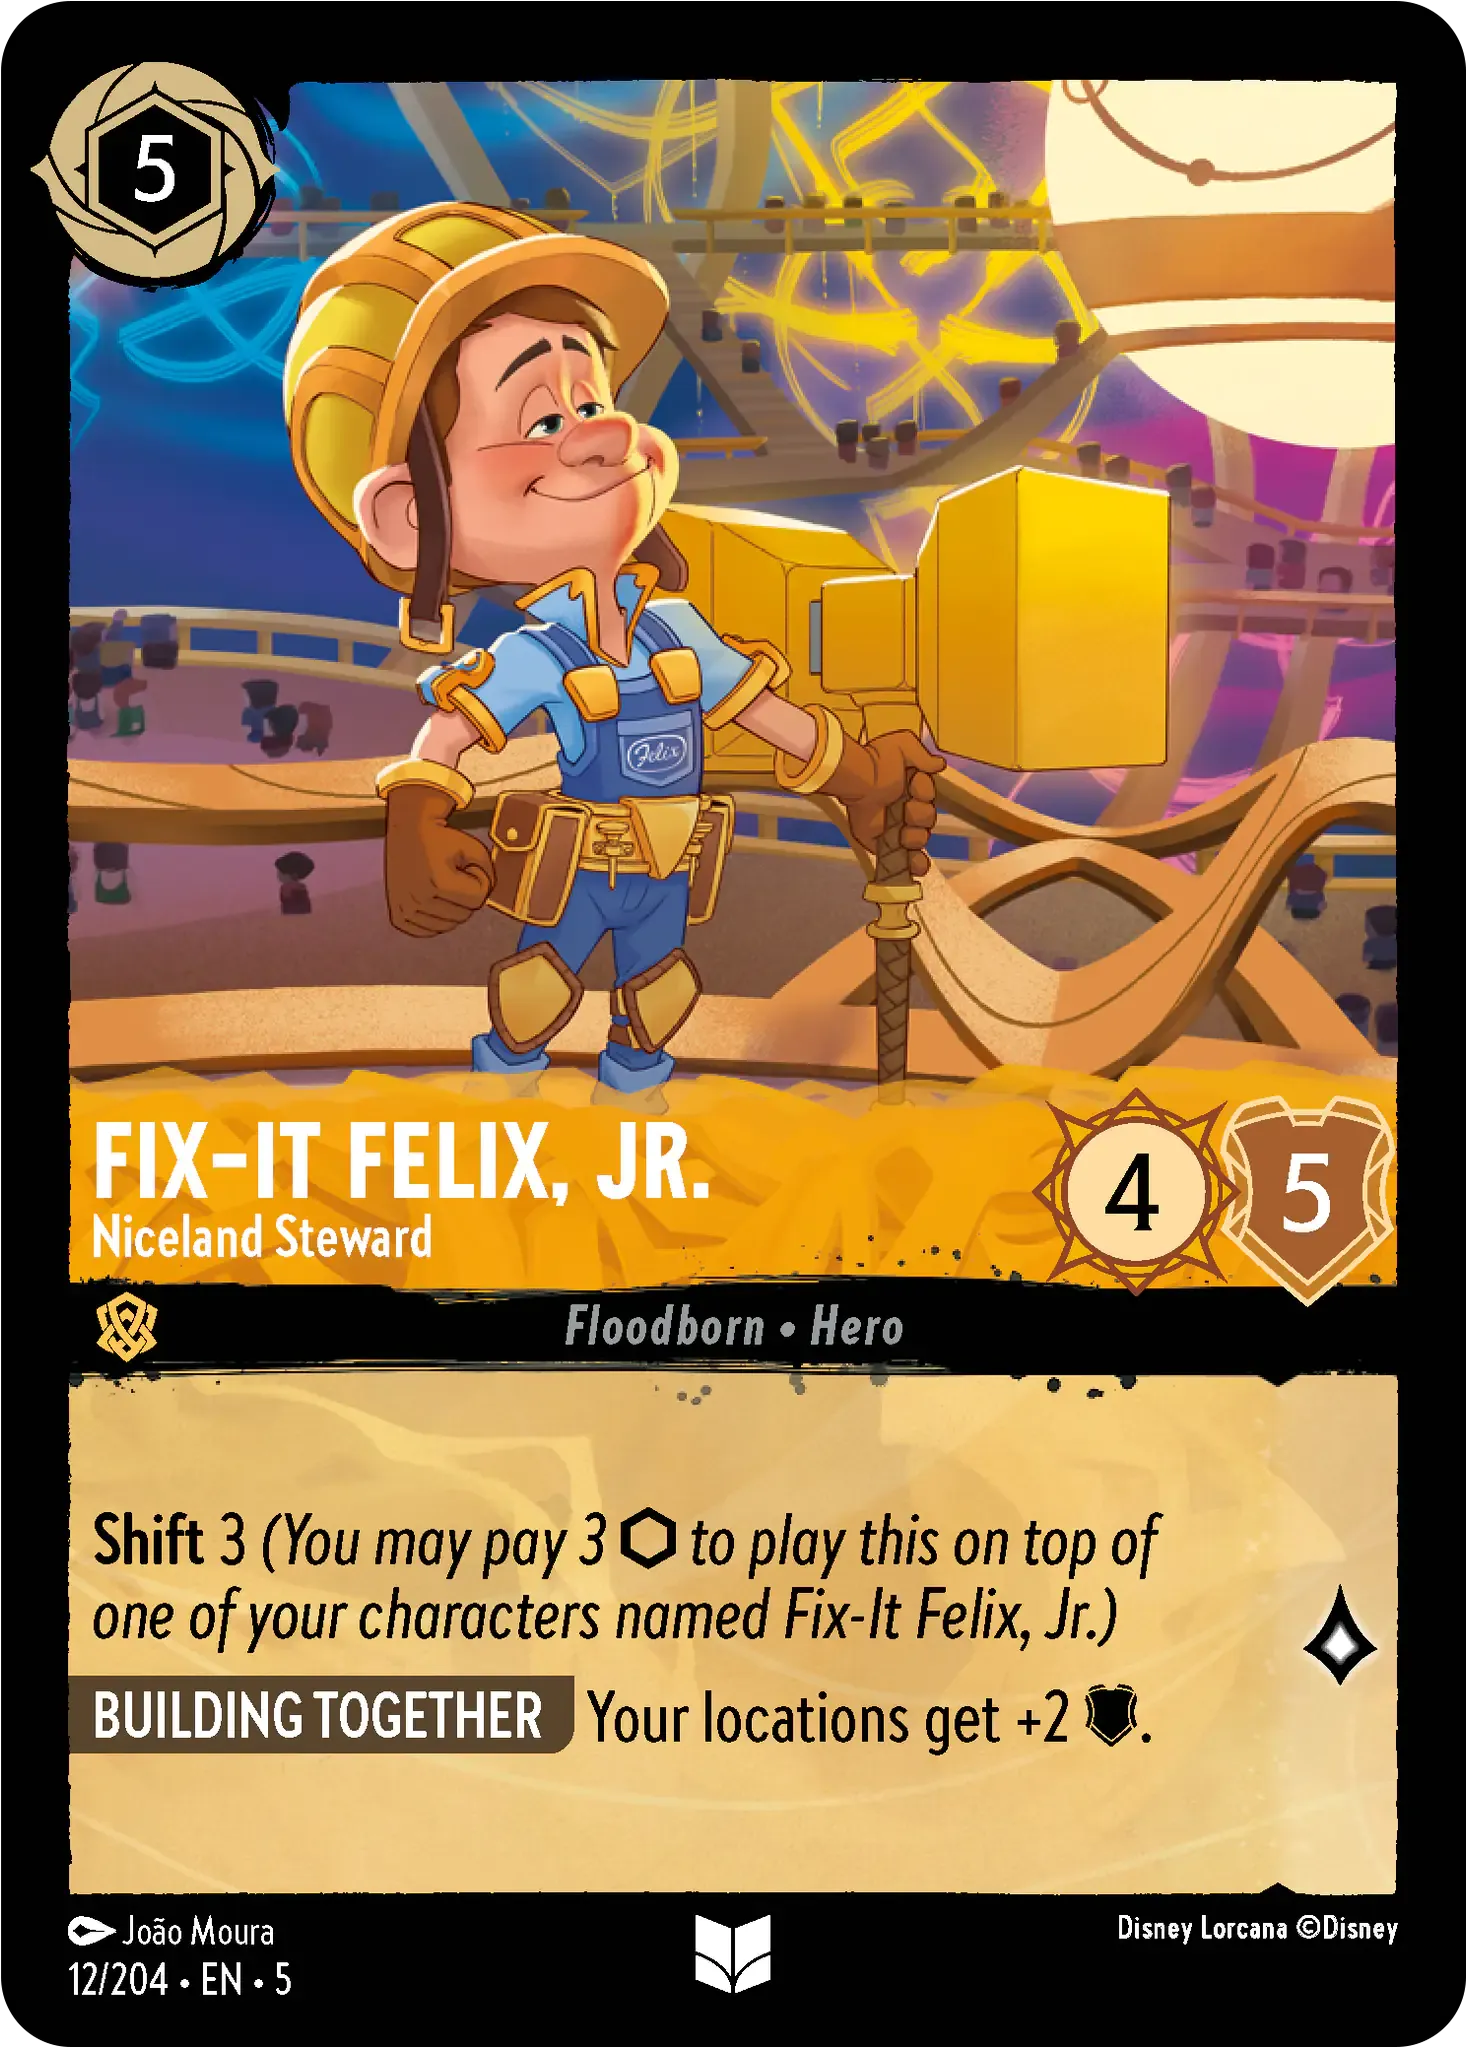 5
Felix
FIX-IT FELIX, JR.
Niceland Steward
4
5
Floodborn • Hero
Shift 3 (You may pay 3 to play this on top of
one of your characters named Fix-It Felix, Jr.)
BUILDING TOGETHER Your locations get +2 .
João Moura
Disney Lorcana ©Disney
12/204 • EN • 5